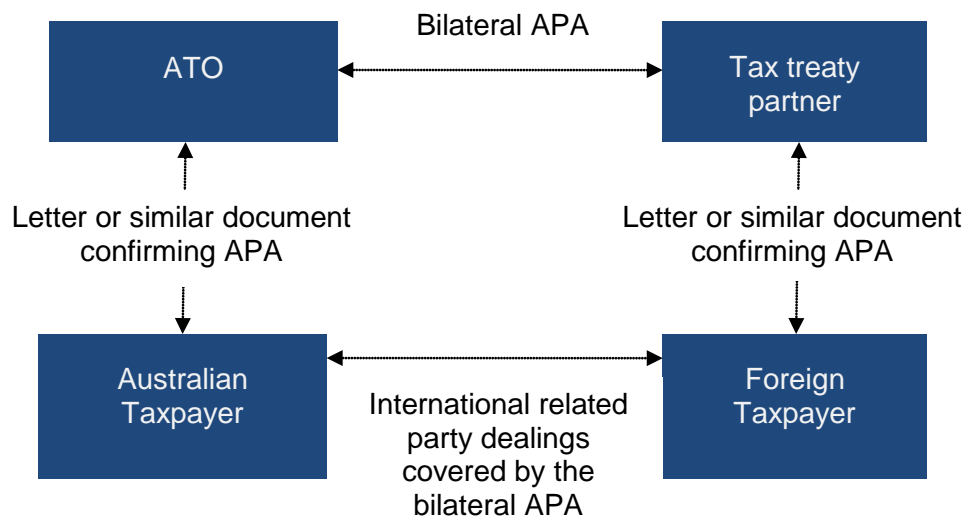 Bilateral APA
ATO
Tax treaty
partner
Letter or similar document
confirming APA
Letter or similar document
confirming APA
Australian
Taxpayer
Foreign
Taxpayer
International related
party dealings
covered by the
bilateral APA